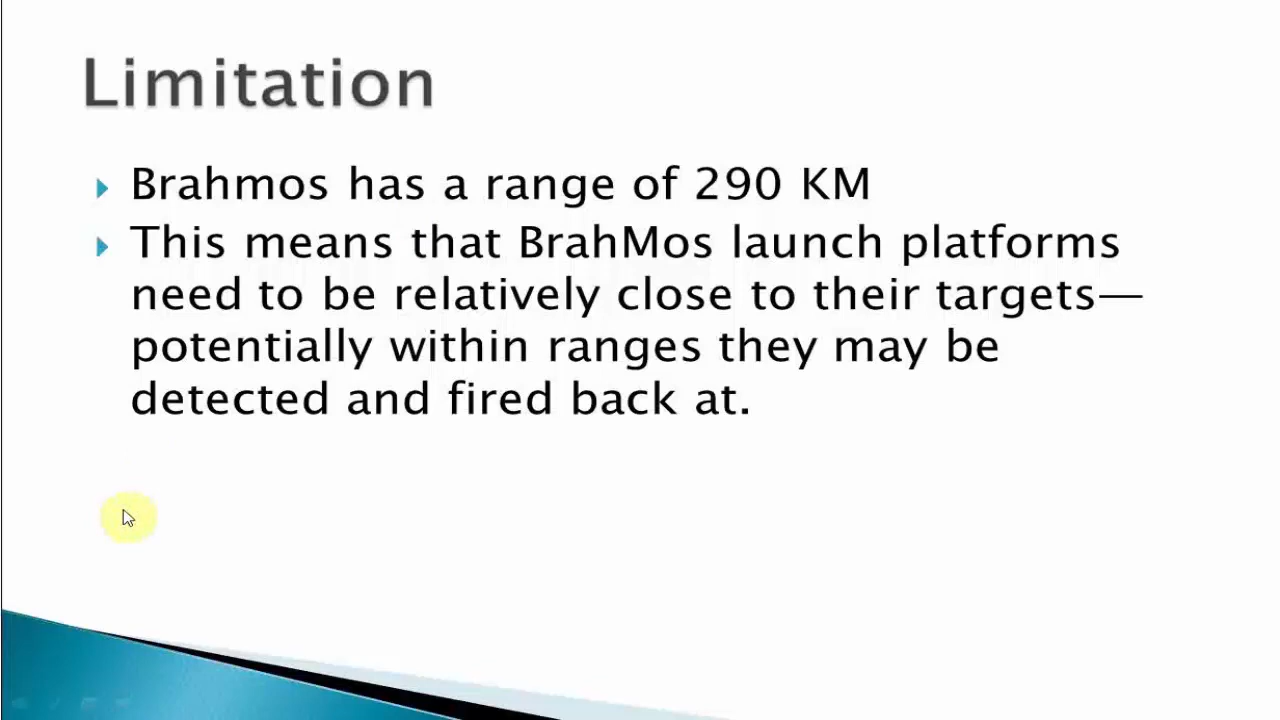 Limitation
Brahmos has a range of 290 KM
This means that BrahMos launch platforms
need to be relatively close to their targets—
potentially within ranges they may be
detected and fired back at.